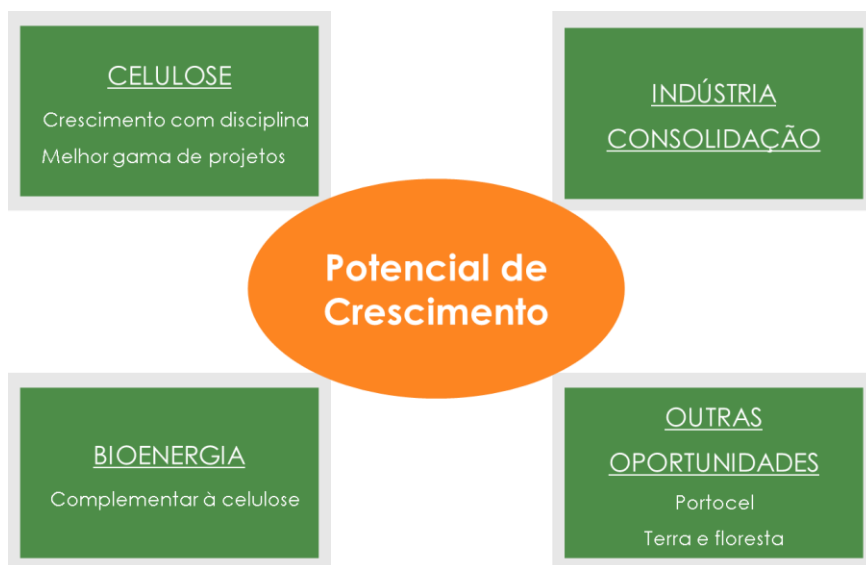 CELULOSE
Crescimento com disciplina
Melhor gama de projetos
INDÚSTRIA
CONSOLIDAÇÃO
Potencial de
Crescimento
BIOENERGIA
Complementar à celulose
OUTRAS
OPORTUNIDADES
Portocel
Terra e floresta